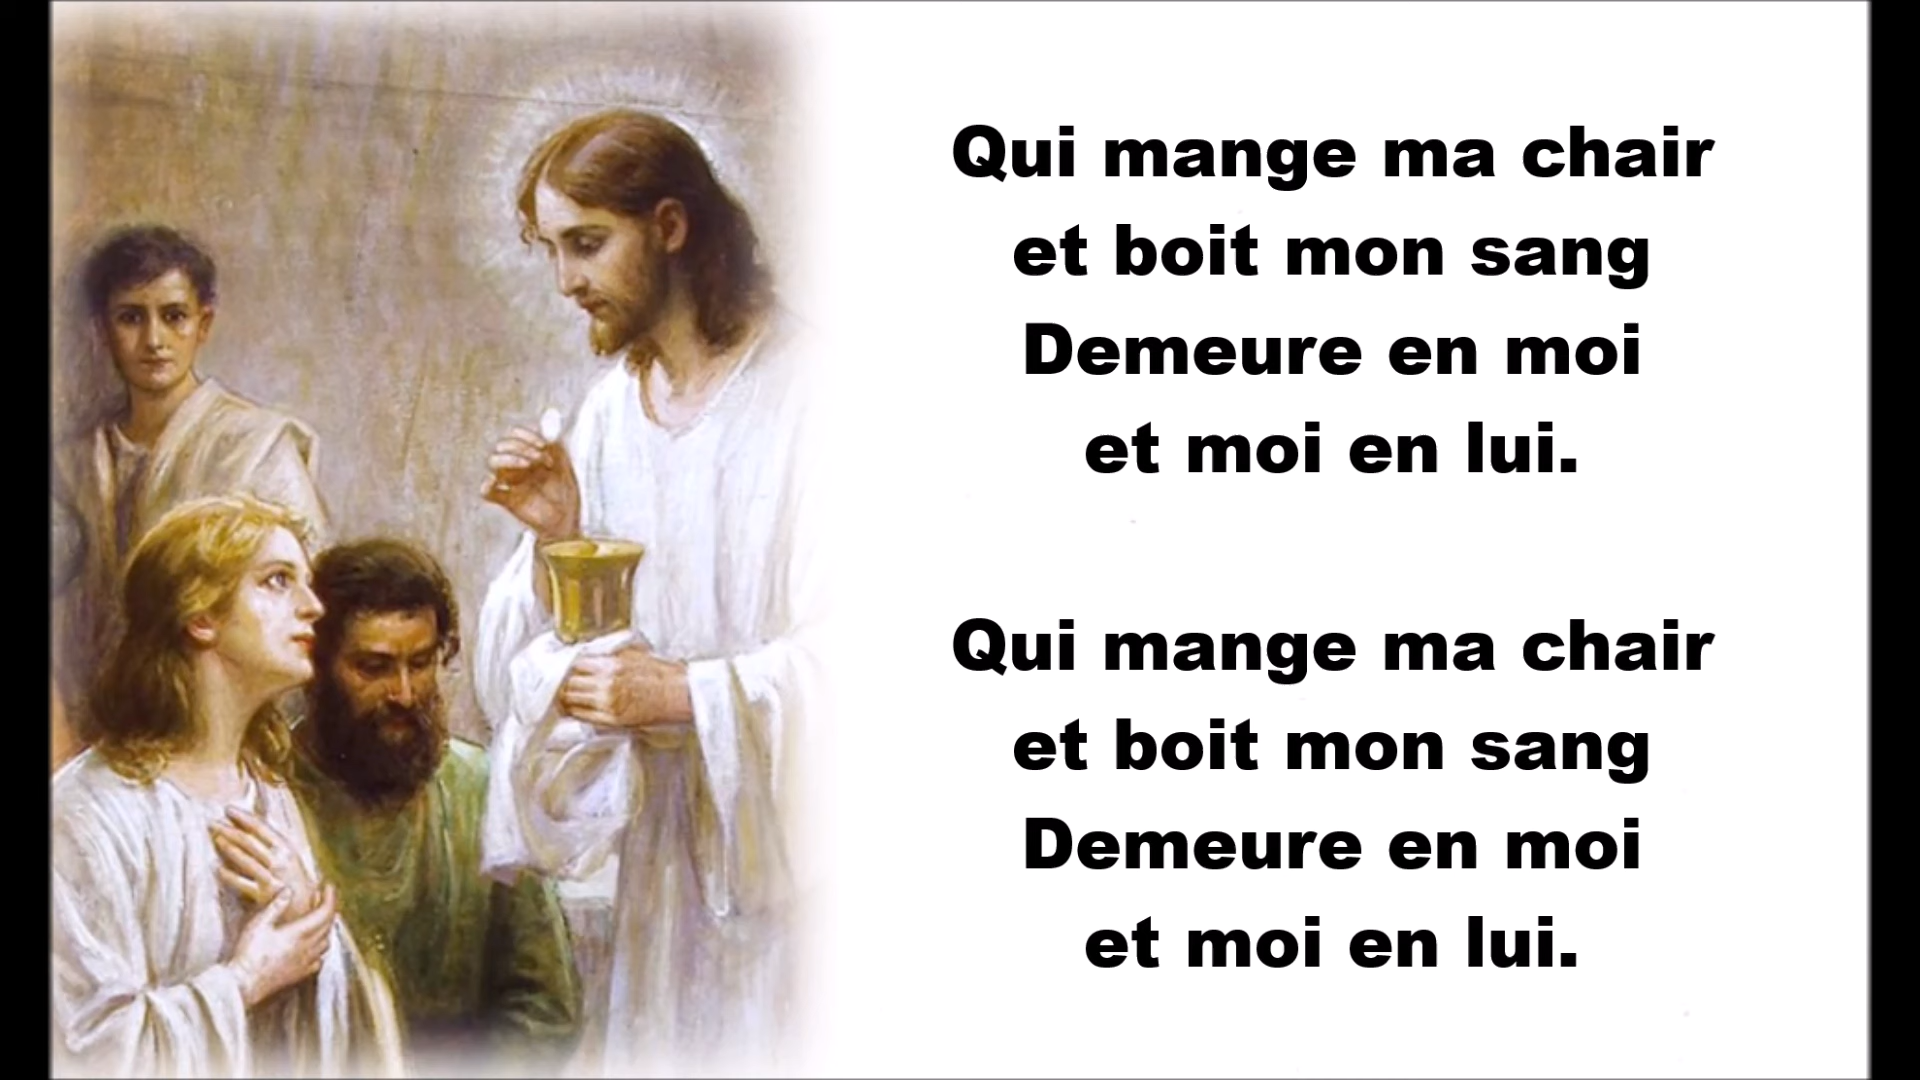 Qui mange ma chair
et boit mon sang
Demeure en moi
et moi en lui.
Qui mange ma chair
et boit mon sang
Demeure en moi
et moi en lui.